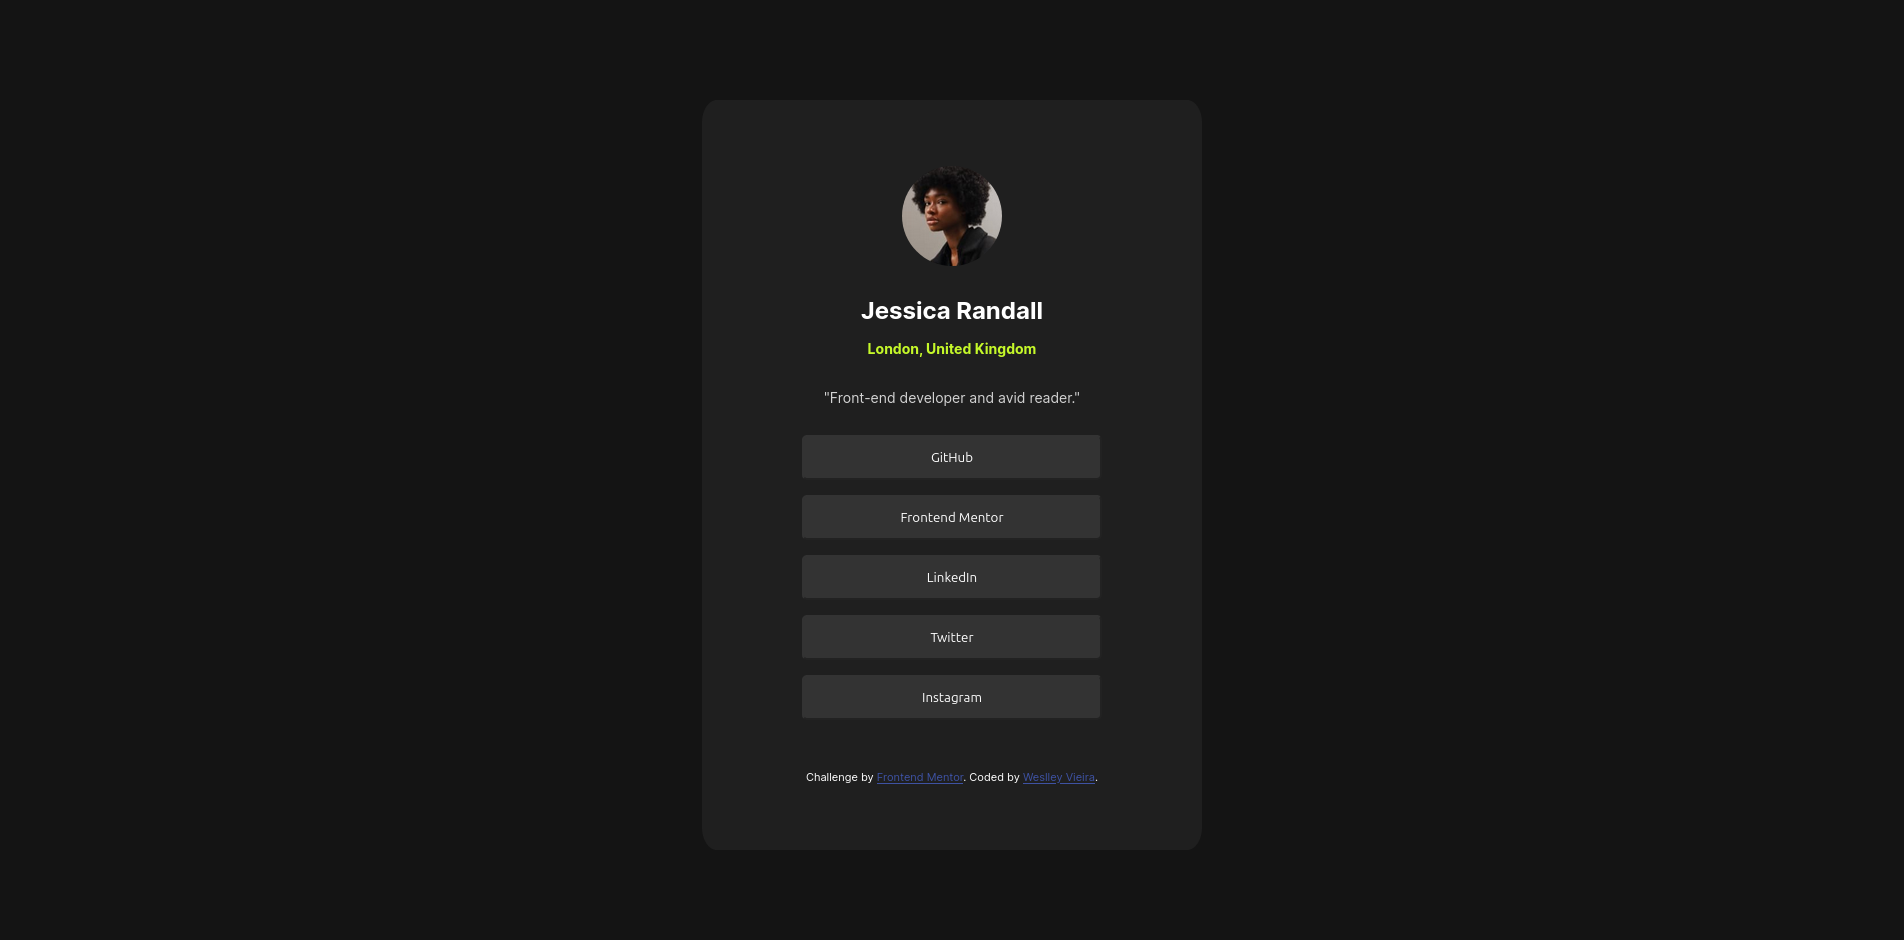 Jessica Randall
London, United Kingdom
"Front-end developer and avid reader."
GitHub
Frontend Mentor
LinkedIn
Twitter
Instagram
Challenge by Frontend Mentor. Coded by Weslley Vieira.